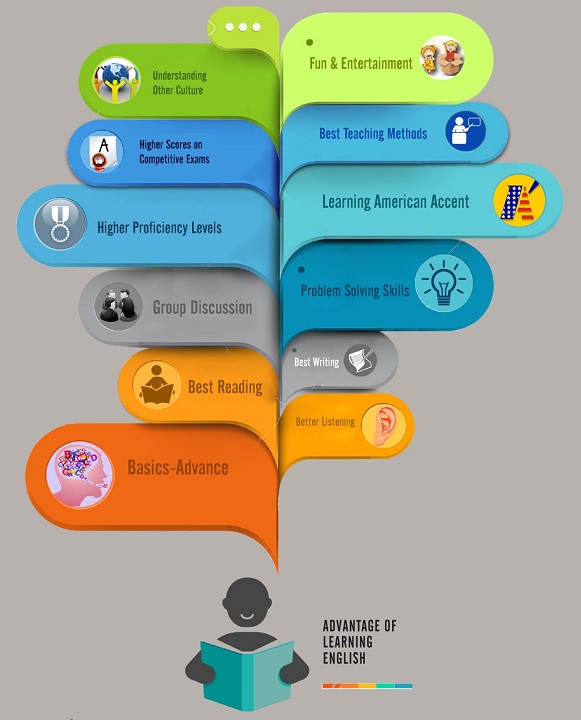 Fun & Entertainment
Understanding
Other Culture
Best Teaching Methods
Higher Scores on
Competitive Exams
A
Learning American Accent
Higher Proficiency Levels
Problem Solving Skills
Group Discussion
Best Writing
Best Reading
Better Listening
Basics-Advance
ADVANTAGE OF
LEARNING
ENGLISH